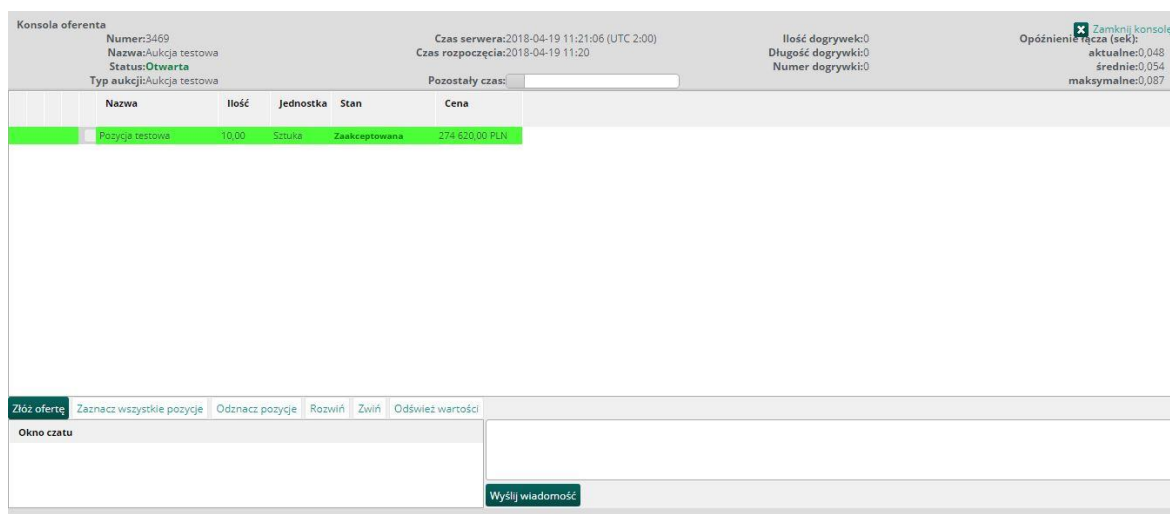 Konsola oferenta
Zamknij konsolę
Numer:3469
Nazwa:Aukcja testowa
Status:Otwarta
Typ aukcji:Aukcja testowa
Czas serwera:2018-04-19 11:21:06 (UTC 2:00)
Czas rozpoczęcia:2018-04-19 11:20
Pozostały czas:
Ilość dogrywek:0
Długość dogrywki:0
Numer dogrywki:0
Opóźnienie łącza (sek):
aktualne:0,048
średnie:0,054
maksymalne:0,087
Nazwa Ilość Jednostka Stan Cena
Pozycja testowa 10,00 Sztuka Zaakceptowana 274 620,00 PLN
Złóż ofertę Zaznacz wszystkie pozycje Odznacz pozycje Rozwiń Zwiń Odśwież wartości
Okno czatu
Wyślij wiadomość